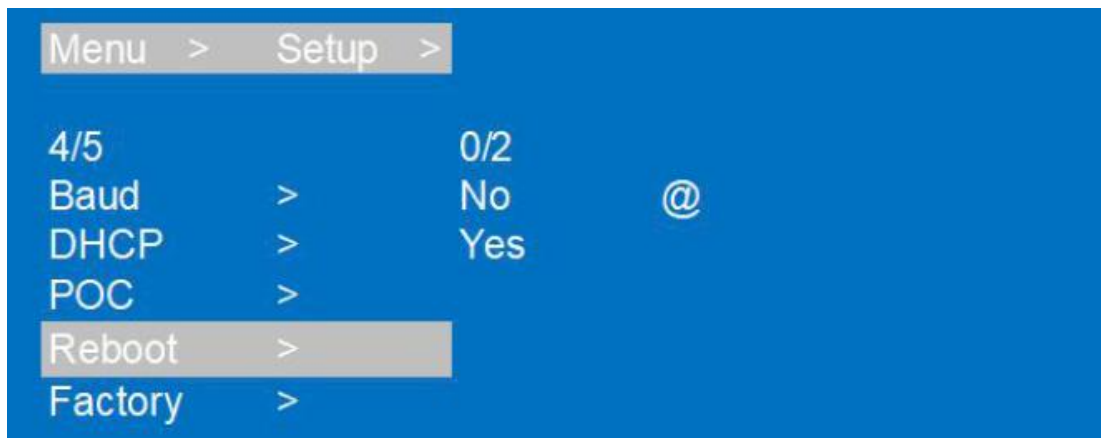 Menu > Setup >
4/5 0/2
Baud > No @
DHCP > Yes
POC >
Reboot >
Factory >